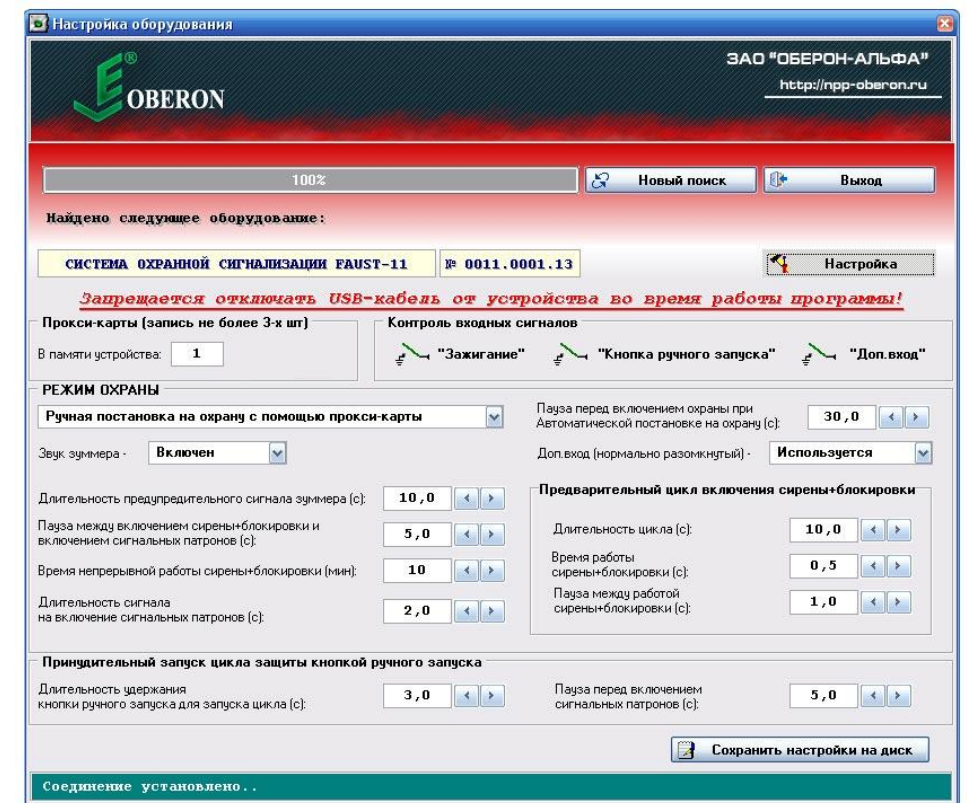 Настройка оборудования
®
OBERON
ЗАО "ОБЕРОН-АЛЬФА"
http://npp-oberon.ru
100%
Новый поиск
Выход
Найдено следующее оборудование:
СИСТЕМА ОХРАННОЙ СИГНАЛИЗАЦИИ FAUST-11
№ 0011.0001.13
Настройка
Запрещается отключать USB-кабель от устройства во время работы программы!
Прокси-карты (запись не более 3-х шт)
В памяти устройства: 1
Контроль входных сигналов
"Зажигание"
"Кнопка ручного запуска"
"Доп.вход"
РЕЖИМ ОХРАНЫ
Ручная постановка на охрану с помощью прокси-карты
Пауза перед включением охраны при
Автоматической постановке на охрану (с): 30,0
Звук зуммера - Включен
Доп.вход (нормально разомкнутый) - Используется
Длительность предупредительного сигнала зуммера (с): 10,0
Пауза между включением сирены+блокировки и
включением сигнальных патронов (с): 5,0
Время непрерывной работы сирены+блокировки (мин): 10
Длительность сигнала
на включение сигнальных патронов (с): 2,0
Предварительный цикл включения сирены+блокировки
Длительность цикла (с): 10,0
Время работы
сирены+блокировки (с): 0,5
Пауза между работой
сирены+блокировки (с): 1,0
Принудительный запуск цикла защиты кнопкой ручного запуска
Длительность удержания
кнопки ручного запуска для запуска цикла (с): 3,0
Пауза перед включением
сигнальных патронов (с): 5,0
Сохранить настройки на диск
Соединение установлено..